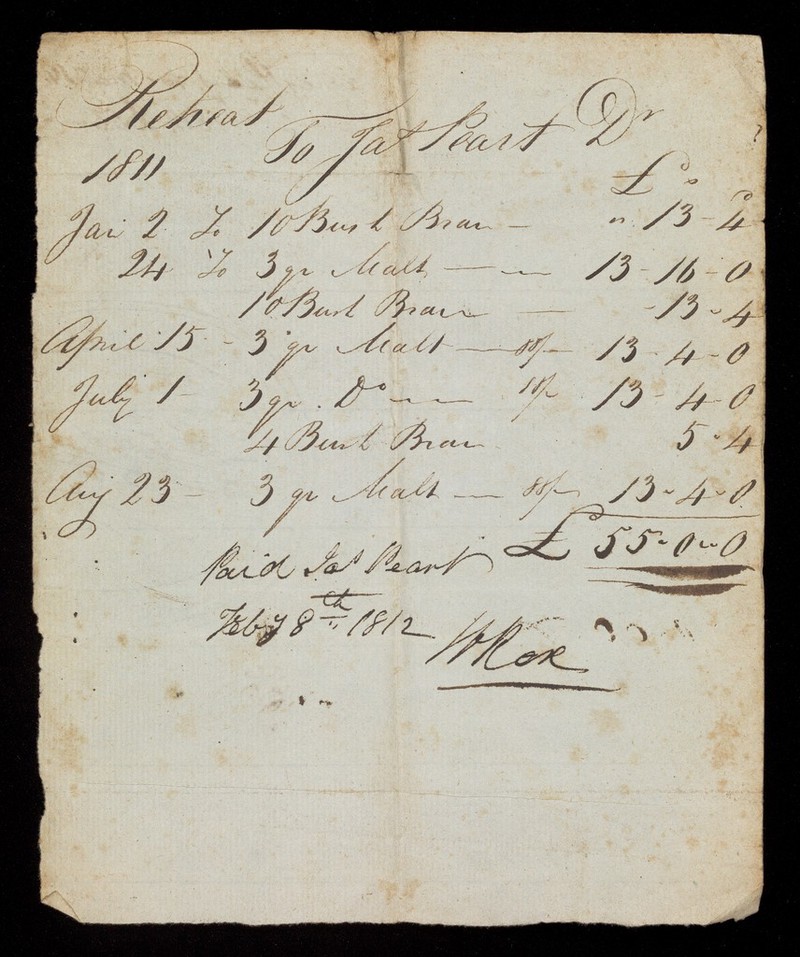 To Jas Peart Dr
1811 £ s
Jan 2 To 10 Bush Bran — " 13 - 4
24 To 3 qr Malt — — 13 - 16 - 0
10 Bush Bran — - 13 - 4
April 15 - 3 qr Malt — 88/- 13 - 4 - 0
July 1 - 3 qr . Do — — 13 - 4 - 0
4 Bush Bran 5 - 4
Aug 23 - 3 qr Malt — 88/- 13 - 4 - 0
£ 55 - 0 - 0
Paid Jas Peart
Feby 8th 1812